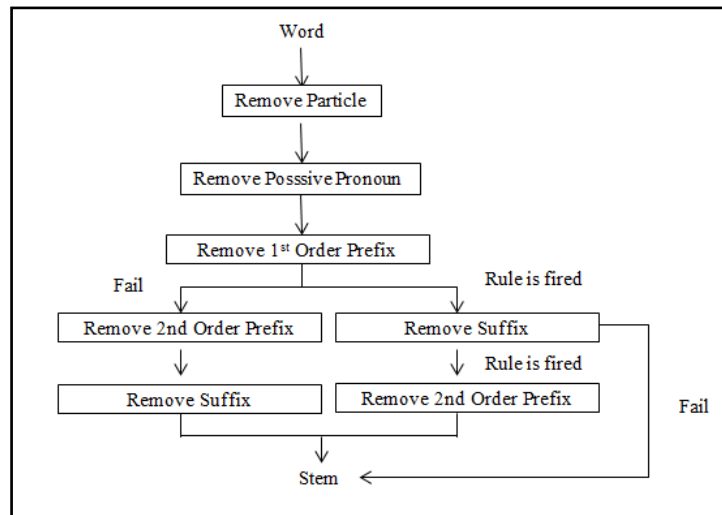 Word
Remove Particle
Remove Posssive Pronoun
Remove 1st Order Prefix
Fail
Rule is fired
Remove 2nd Order Prefix
Remove Suffix
Rule is fired
Remove Suffix
Remove 2nd Order Prefix
Fail
Stem